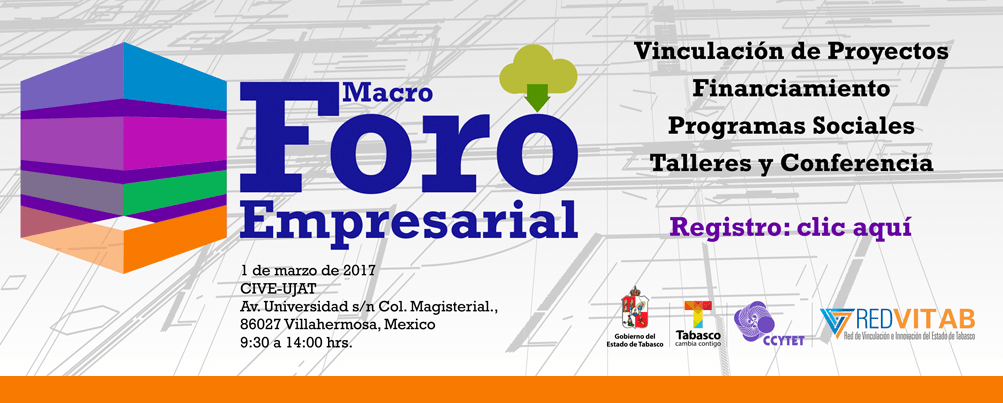 Macro
Foro
Empresarial
1 de marzo de 2017
CIVE-UJAT
Av. Universidad s/n Col. Magisterial.,
86027 Villahermosa, Mexico
9:30 a 14:00 hrs.
Vinculación de Proyectos
Financiamiento
Programas Sociales
Talleres y Conferencia
Registro: clic aquí
Gobierno del
Estado de Tabasco
Tabasco
cambia contigo
CCYTET
REDVITAB
Red de Vinculación e Innovación del Estado de Tabasco